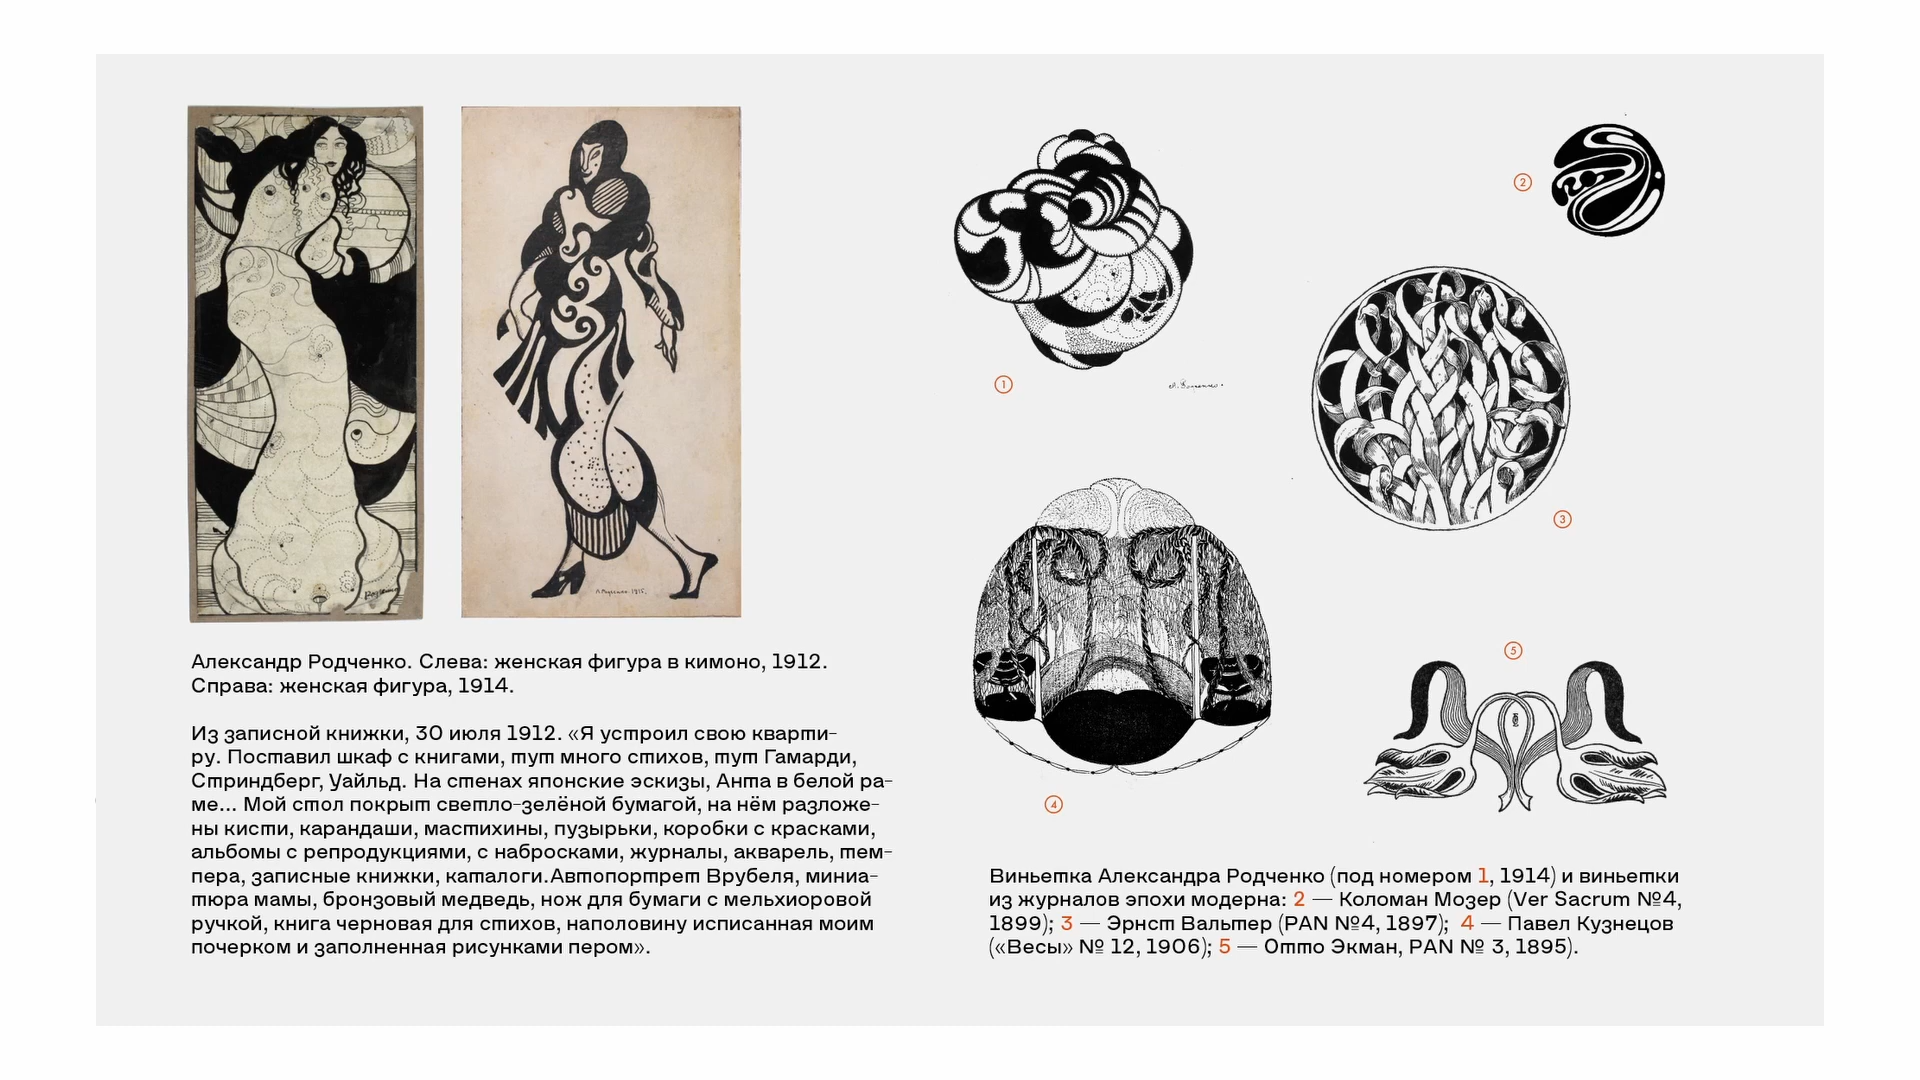 Александр Родченко. Слева: женская фигура в кимоно, 1912.
Справа: женская фигура, 1914.
Из записной книжки, 30 июля 1912. «Я устроил свою кварти-
ру. Поставил шкаф с книгами, тут много стихов, тут Гамарди,
Стриндберг, Уайльд. На стенах японские эскизы, Анта в белой ра-
ме... Мой стол покрыт светло-зелёной бумагой, на нём разложе-
ны кисти, карандаши, мастихины, пузырьки, коробки с красками,
альбомы с репродукциями, с набросками, журналы, акварель, тем-
пера, записные книжки, каталоги.Автопортрет Врубеля, миниа-
тюра мамы, бронзовый медведь, нож для бумаги с мельхиоровой
ручкой, книга черновая для стихов, наполовину исписанная моим
почерком и заполненная рисунками пером».
1
2
3
4
5
Виньетка Александра Родченко (под номером 1, 1914) и виньетки
из журналов эпохи модерна: 2 — Коломан Мозер (Ver Sacrum №4,
1899); 3 — Эрнст Вальтер (PAN №4, 1897); 4 — Павел Кузнецов
(«Весы» № 12, 1906); 5 — Отто Экман, PAN № 3, 1895).